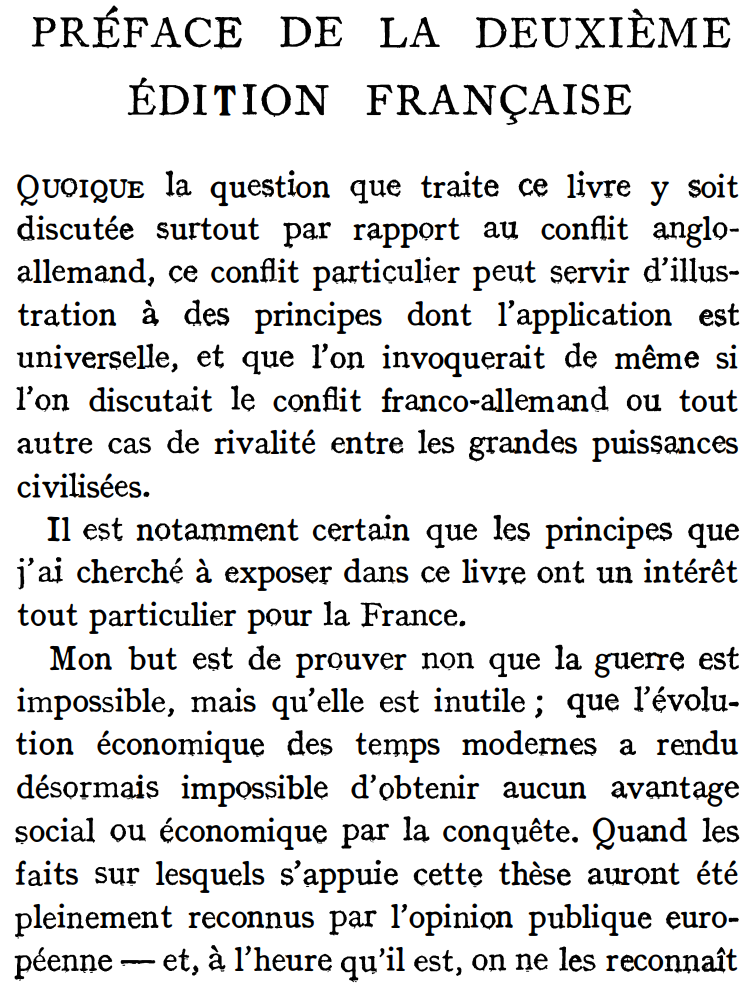 PRÉFACE DE LA DEUXIÈME
ÉDITION FRANÇAISE
QUOIQUE la question que traite ce livre y soit
discutée surtout par rapport au conflit anglo-
allemand, ce conflit particulier peut servir d'illus-
tration à des principes dont l'application est
universelle, et que l'on invoquerait de même si
l'on discutait le conflit franco-allemand ou tout
autre cas de rivalité entre les grandes puissances
civilisées.
Il est notamment certain que les principes que
j'ai cherché à exposer dans ce livre ont un intérêt
tout particulier pour la France.
Mon but est de prouver non que la guerre est
impossible, mais qu'elle est inutile ; que l'évolu-
tion économique des temps modernes a rendu
désormais impossible d'obtenir aucun avantage
social ou économique par la conquête. Quand les
faits sur lesquels s'appuie cette thèse auront été
pleinement reconnus par l'opinion publique euro-
péenne — et, à l'heure qu'il est, on ne les reconnaît